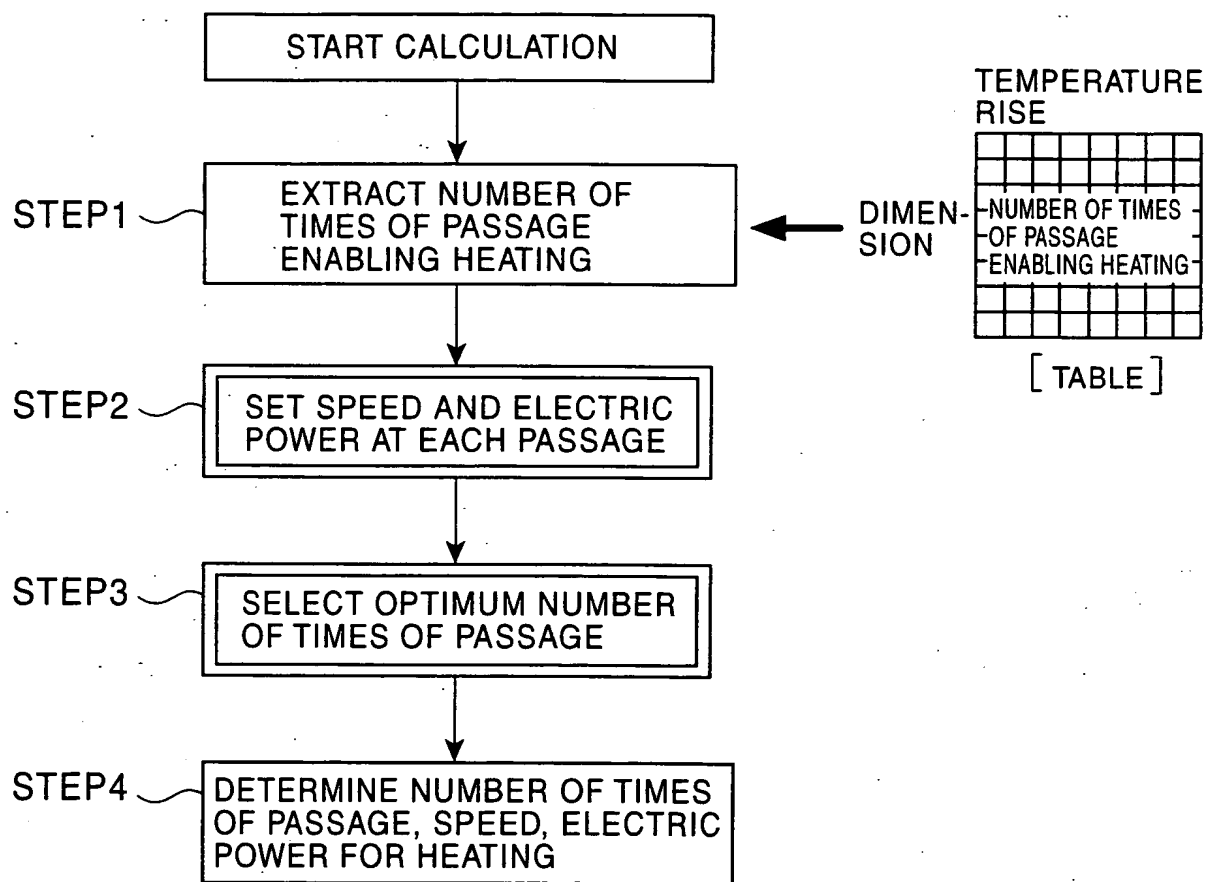 START CALCULATION
TEMPERATURE
RISE
STEP1
EXTRACT NUMBER OF
TIMES OF PASSAGE
ENABLING HEATING
DIMEN-
SION
NUMBER OF TIMES
OF PASSAGE
ENABLING HEATING
[ TABLE ]
STEP2
SET SPEED AND ELECTRIC
POWER AT EACH PASSAGE
STEP3
SELECT OPTIMUM NUMBER
OF TIMES OF PASSAGE
STEP4
DETERMINE NUMBER OF TIMES
OF PASSAGE, SPEED, ELECTRIC
POWER FOR HEATING